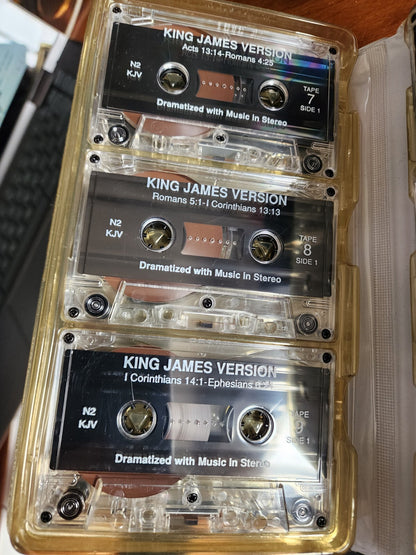 KING JAMES VERSION
Acts 13:14-Romans 4:25
N2
KJV
TAPE
7
SIDE 1
Dramatized with Music in Stereo
KING JAMES VERSION
Romans 5:1-I Corinthians 13:13
N2
KJV
TAPE
8
SIDE 1
Dramatized with Music in Stereo
KING JAMES VERSION
I Corinthians 14:1-Ephesians 6:24
N2
KJV
TAPE
9
SIDE 1
Dramatized with Music in Stereo